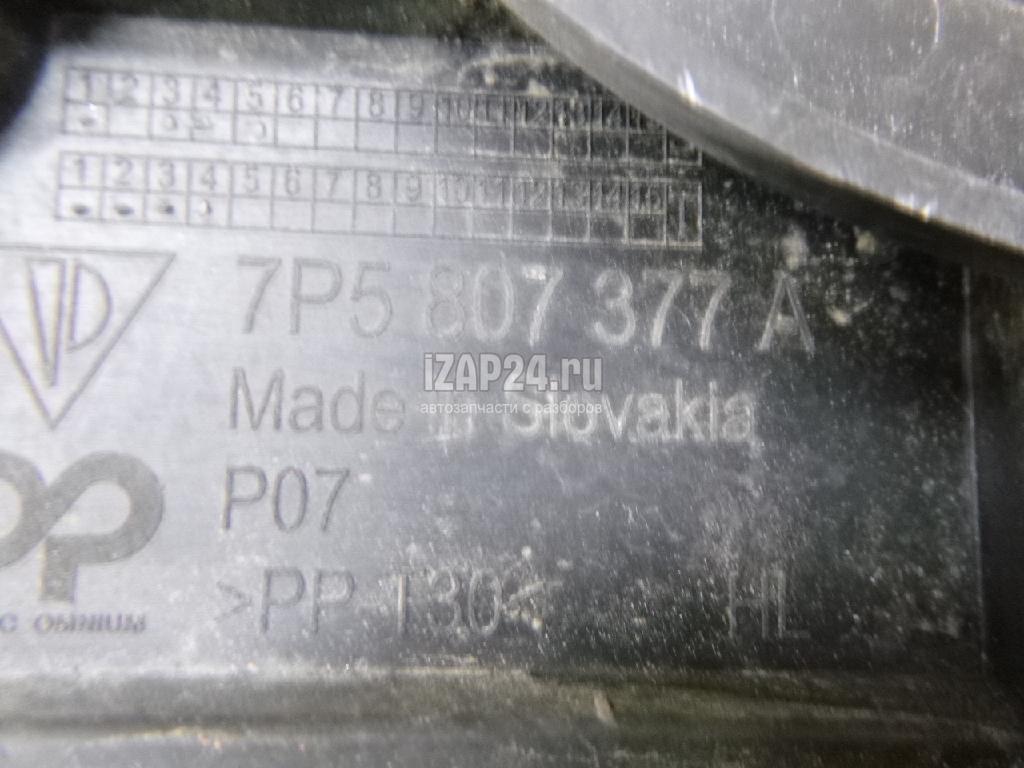 1 2 3 4 5 6 7 8 9 10 11 12 13 14 15
1 2 3 4 5 6 7 8 9 10 11 12 13 14 15
7P5 807 377 A
iZAP24.ru
Made in Slovakia
автозапчасти с разборов
P07
>PP-T30<
HL
C OMNIUM